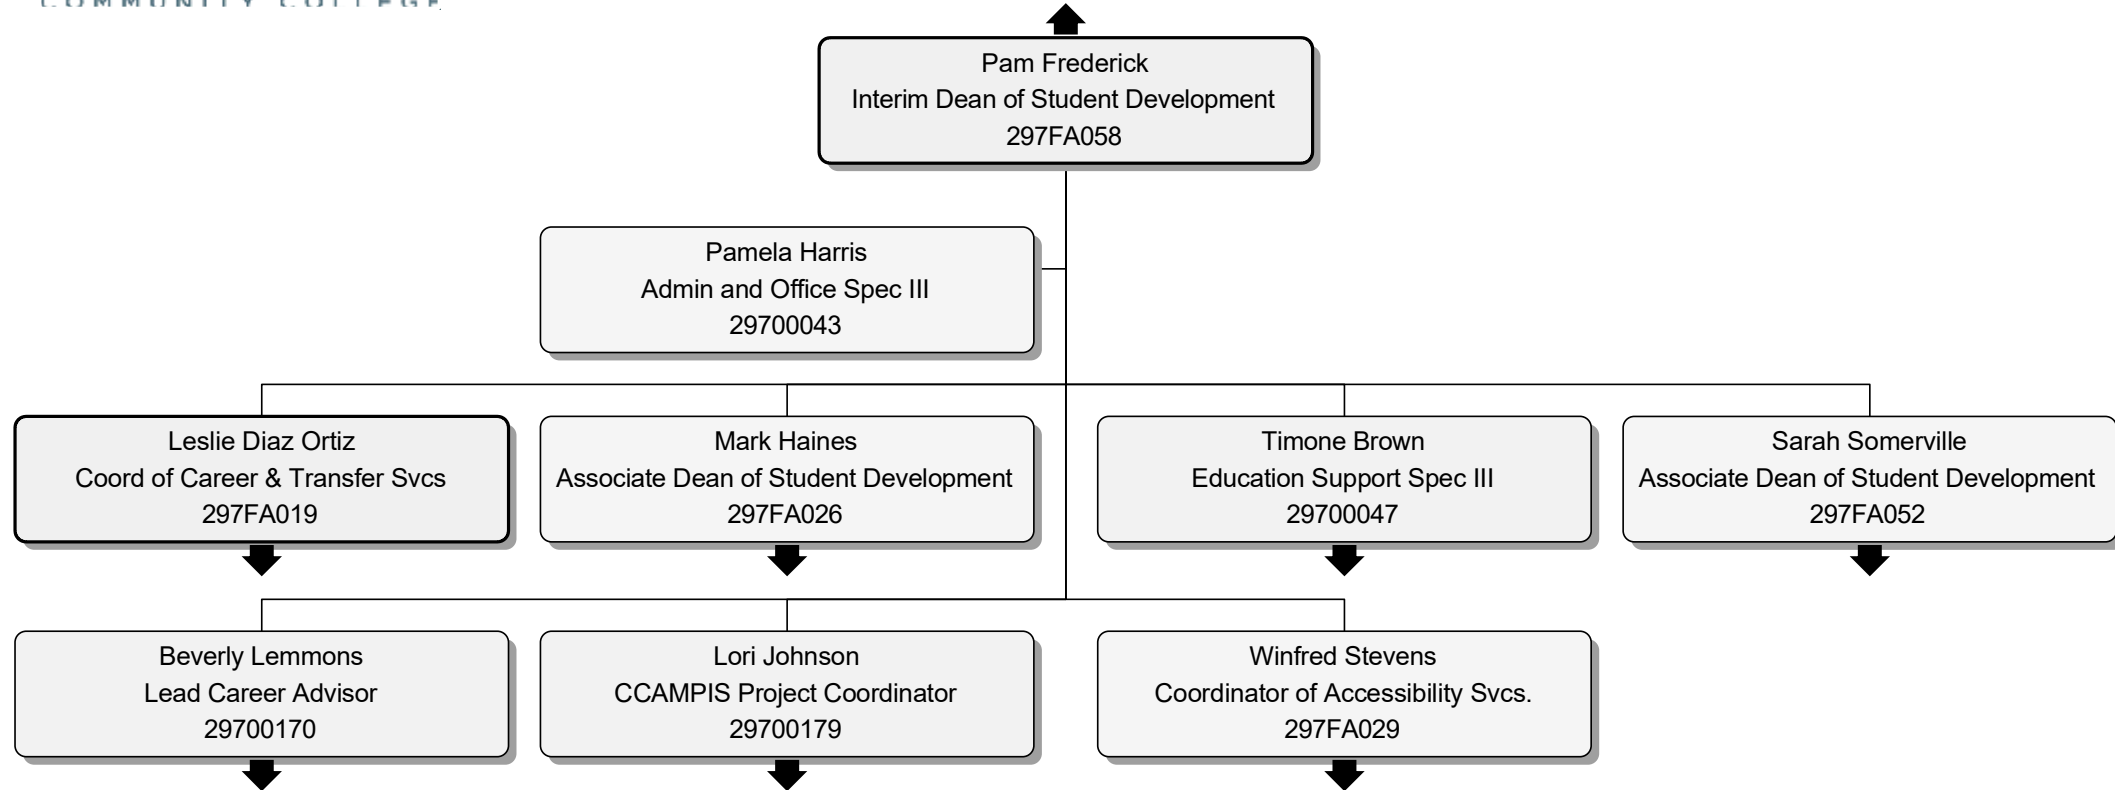 COMMUNITY COLLEGE
Pam Frederick
Interim Dean of Student Development
297FA058
Pamela Harris
Admin and Office Spec III
29700043
Leslie Diaz Ortiz
Coord of Career & Transfer Svcs
297FA019
Mark Haines
Associate Dean of Student Development
297FA026
Timone Brown
Education Support Spec III
29700047
Sarah Somerville
Associate Dean of Student Development
297FA052
Beverly Lemmons
Lead Career Advisor
29700170
Lori Johnson
CCAMPIS Project Coordinator
29700179
Winfred Stevens
Coordinator of Accessibility Svcs.
297FA029